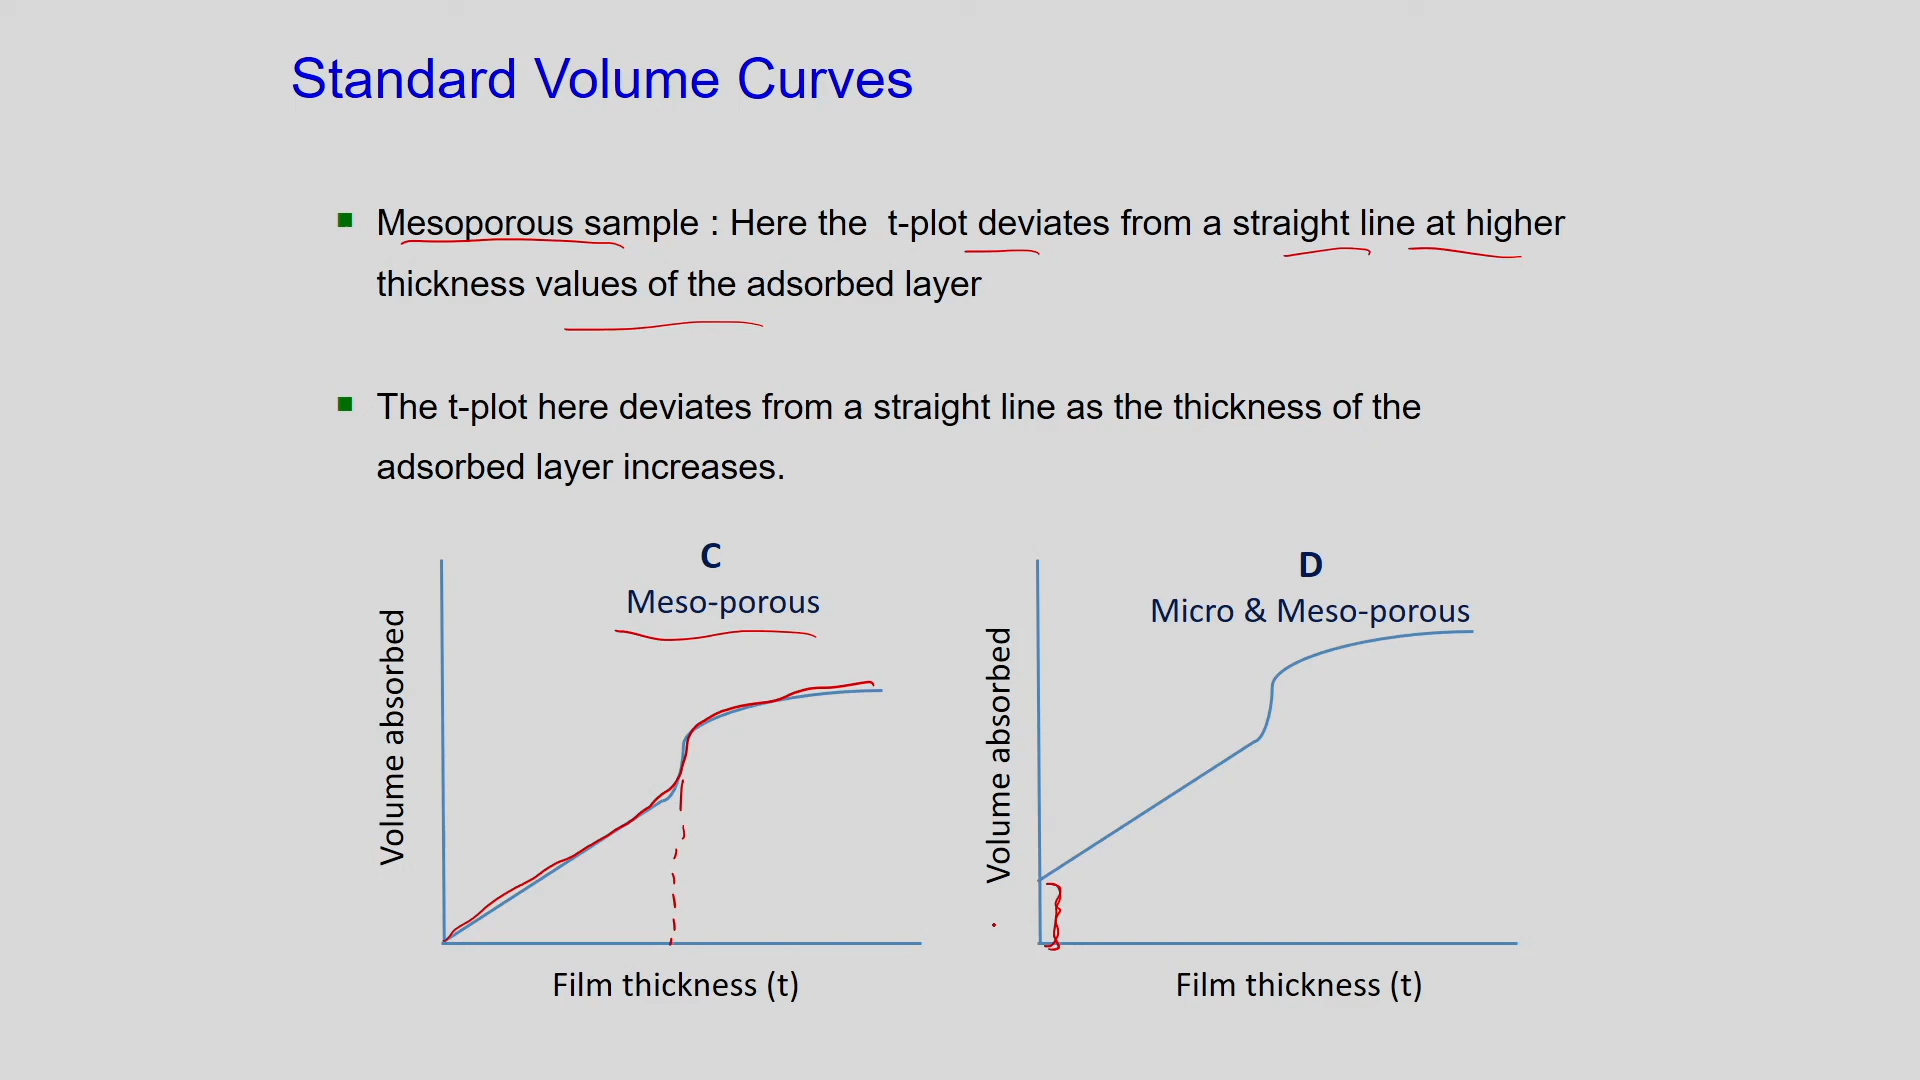 Standard Volume Curves
Mesoporous sample : Here the t-plot deviates from a straight line at higher
thickness values of the adsorbed layer
The t-plot here deviates from a straight line as the thickness of the
adsorbed layer increases.
C
Meso-porous
Volume absorbed
Film thickness (t)
D
Micro & Meso-porous
Volume absorbed
Film thickness (t)